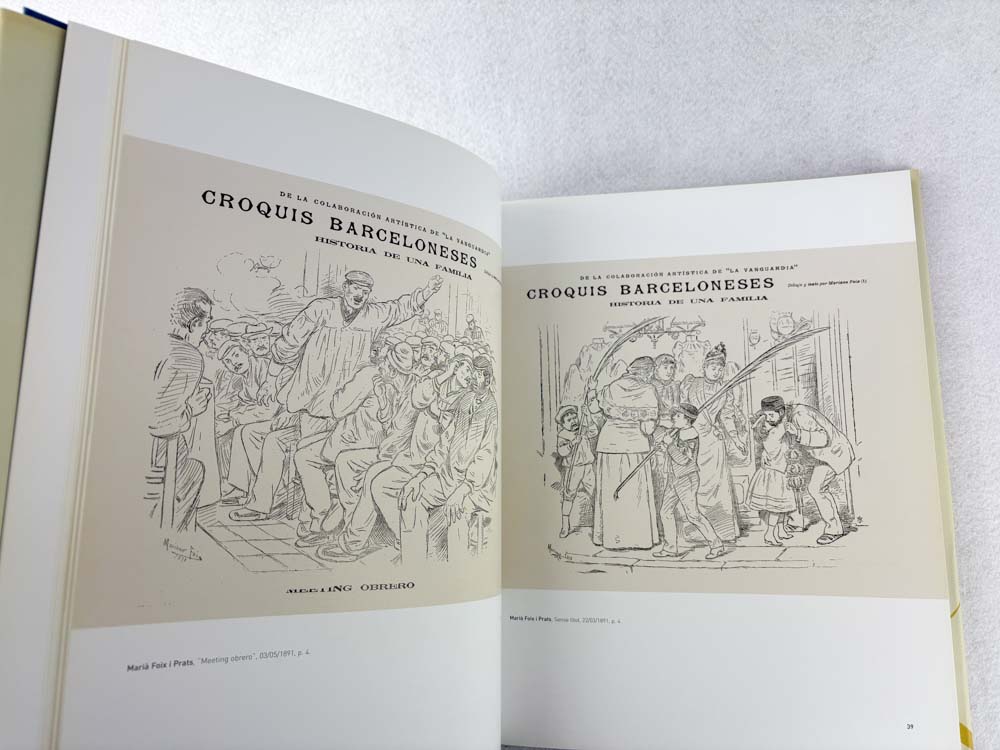 DE LA COLABORACIÓN ARTÍSTICA DE "LA VANGUARDIA"
CROQUIS BARCELONESES
HISTORIA DE UNA FAMILIA
MEETING OBRERO
Marià Foix i Prats, "Meeting obrero", 03/05/1891, p. 4.
DE LA COLABORACIÓN ARTÍSTICA DE "LA VANGUARDIA"
CROQUIS BARCELONESES
Dibujo y texto por Mariano Foix (1)
HISTORIA DE UNA FAMILIA
Marià Foix i Prats, Sense títol, 22/03/1891, p. 4.
39